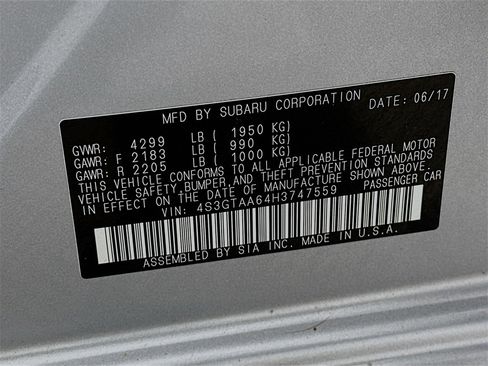 MFD BY SUBARU CORPORATION DATE: 06/17
GVWR: 4299 LB ( 1950 KG)
GAWR: F 2183 LB ( 990 KG)
GAWR: R 2205 LB ( 1000 KG)
THIS VEHICLE CONFORMS TO ALL APPLICABLE FEDERAL MOTOR
VEHICLE SAFETY, BUMPER, AND THEFT PREVENTION STANDARDS
IN EFFECT ON THE DATE OF MANUFACTURE SHOWN ABOVE.
VIN: 4S3GTAA64H3747559 PASSENGER CAR
ASSEMBLED BY SIA INC. MADE IN U.S.A.